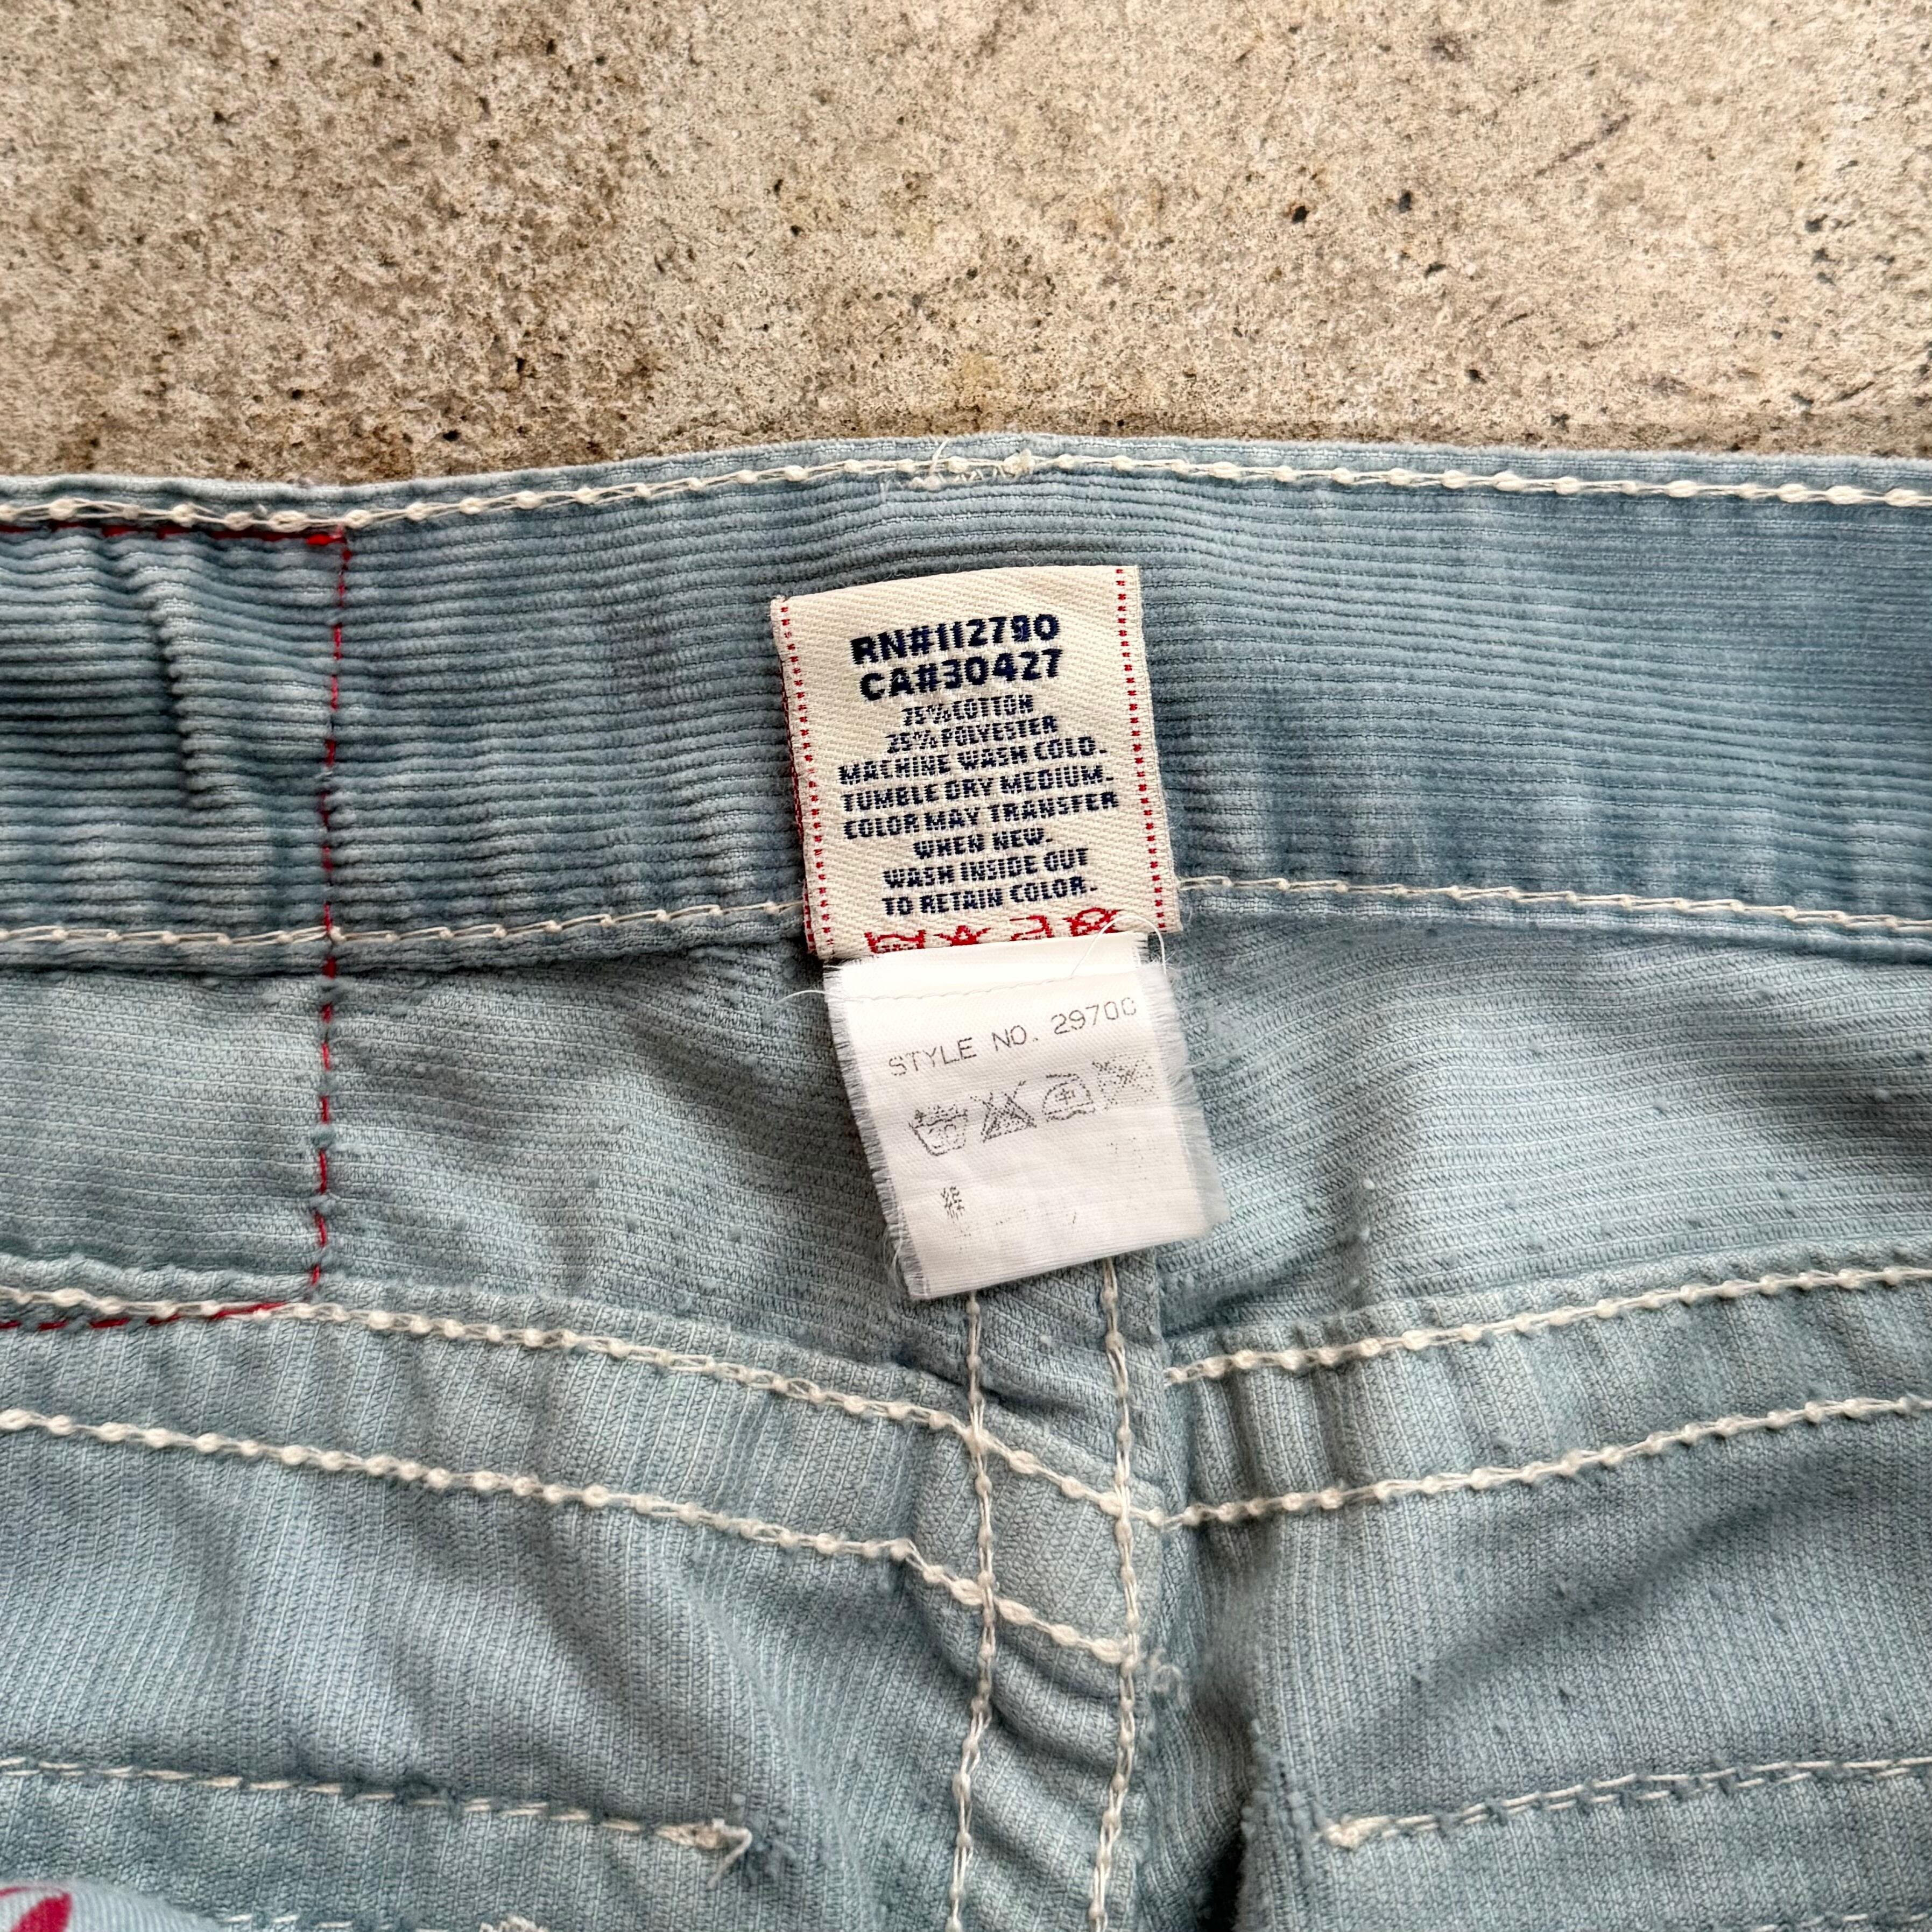 RN#112790
CA#30427
75% COTTON
25% POLYESTER
MACHINE WASH COLD.
TUMBLE DRY MEDIUM.
COLOR MAY TRANSFER
WHEN NEW.
WASH INSIDE OUT
TO RETAIN COLOR.
STYLE NO. 29700